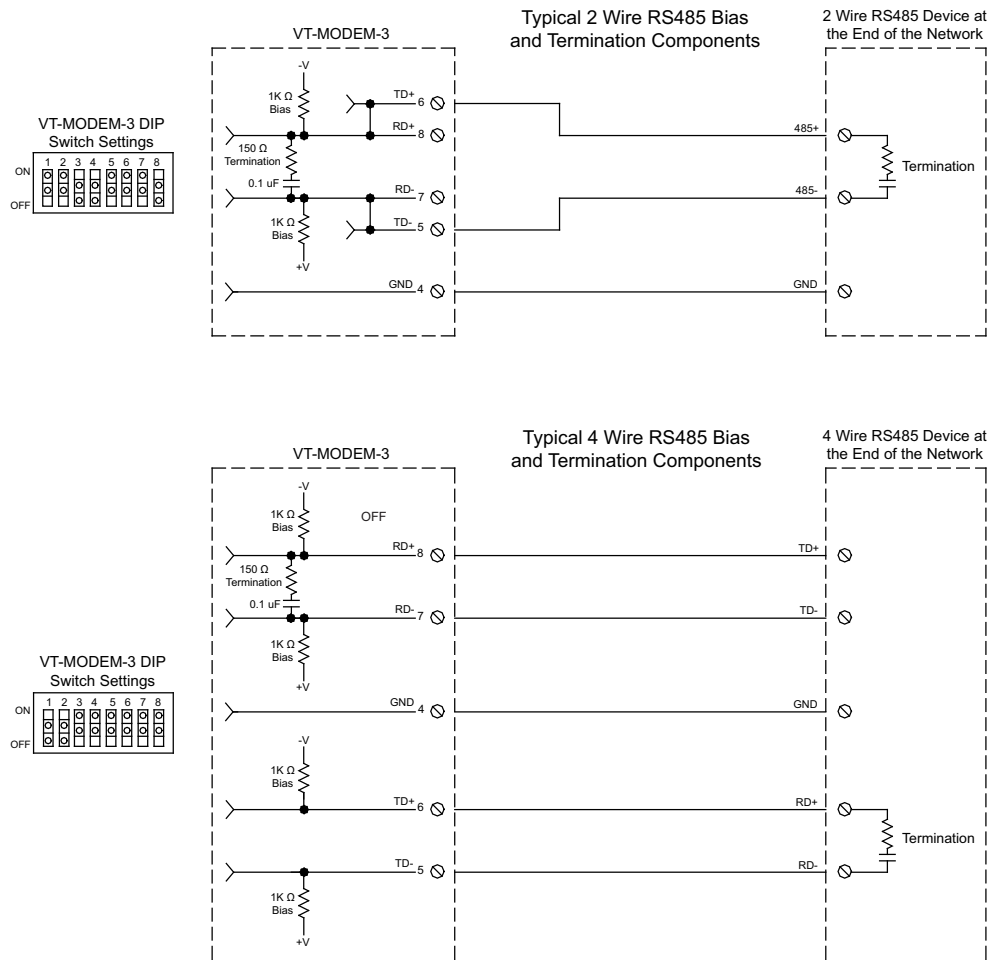 Typical 2 Wire RS485 Bias
and Termination Components
2 Wire RS485 Device at
the End of the Network
VT-MODEM-3
-V
1K Ω
Bias
TD+
6
RD+
8
150 Ω
Termination
0.1 uF
RD-
7
1K Ω
Bias
TD-
5
+V
GND
4
485+
485-
GND
Termination
VT-MODEM-3 DIP
Switch Settings
1 2 3 4 5 6 7 8
ON
OFF
Typical 4 Wire RS485 Bias
and Termination Components
4 Wire RS485 Device at
the End of the Network
VT-MODEM-3
-V
1K Ω
Bias
OFF
RD+
8
150 Ω
Termination
0.1 uF
RD-
7
1K Ω
Bias
+V
GND
4
-V
1K Ω
Bias
TD+
6
TD-
5
1K Ω
Bias
+V
TD+
TD-
GND
RD+
RD-
Termination
VT-MODEM-3 DIP
Switch Settings
1 2 3 4 5 6 7 8
ON
OFF